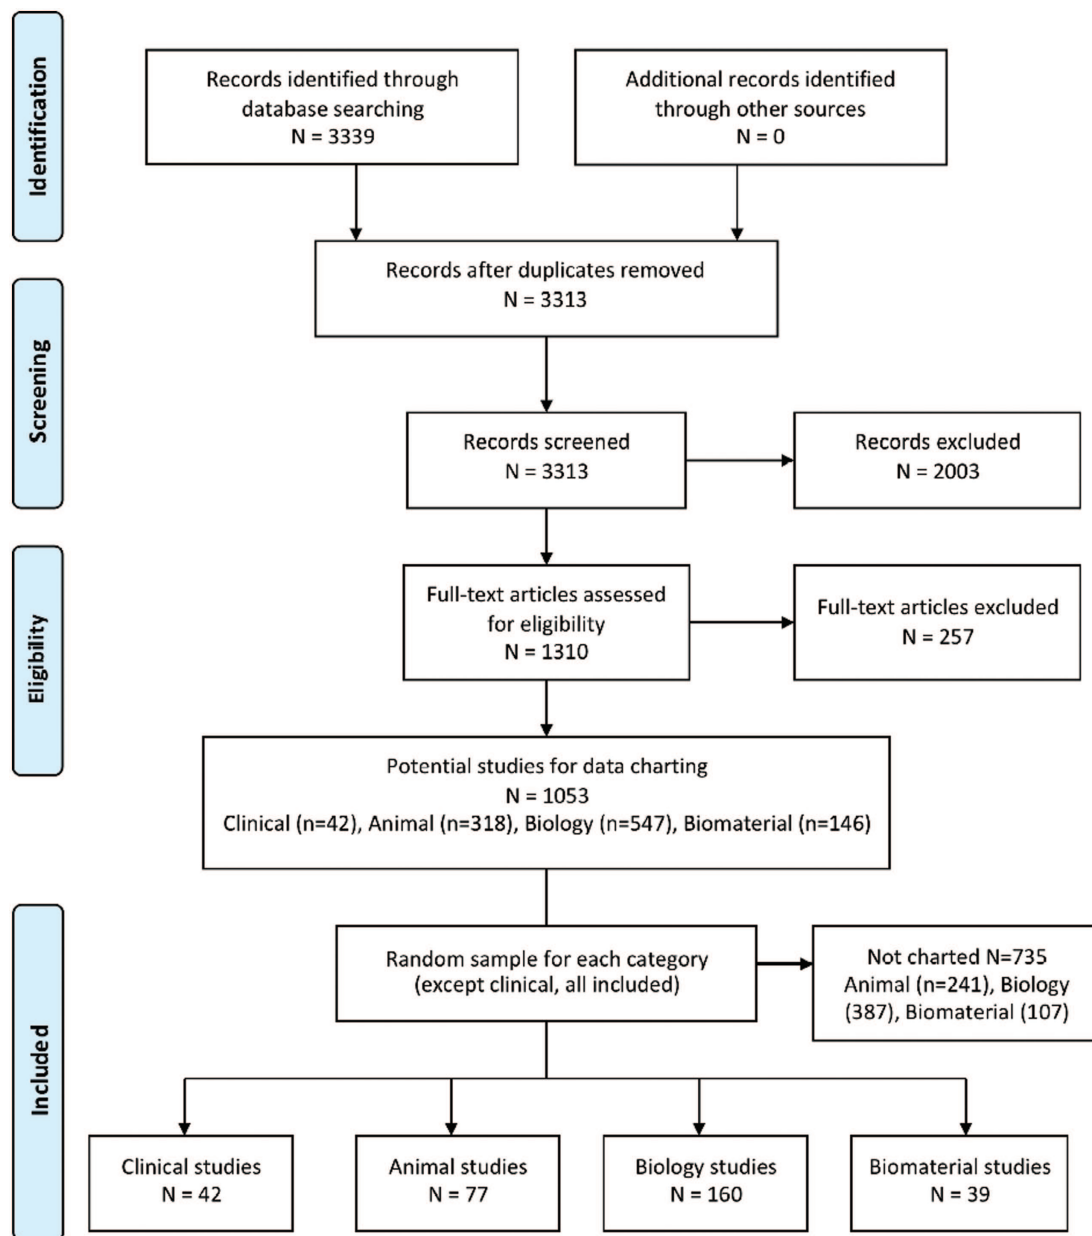 Identification
Records identified through
database searching
N = 3339
Additional records identified
through other sources
N = 0
Records after duplicates removed
N = 3313
Screening
Records screened
N = 3313
Records excluded
N = 2003
Eligibility
Full-text articles assessed
for eligibility
N = 1310
Full-text articles excluded
N = 257
Potential studies for data charting
N = 1053
Clinical (n=42), Animal (n=318), Biology (n=547), Biomaterial (n=146)
Included
Random sample for each category
(except clinical, all included)
Not charted N=735
Animal (n=241), Biology
(387), Biomaterial (107)
Clinical studies
N = 42
Animal studies
N = 77
Biology studies
N = 160
Biomaterial studies
N = 39